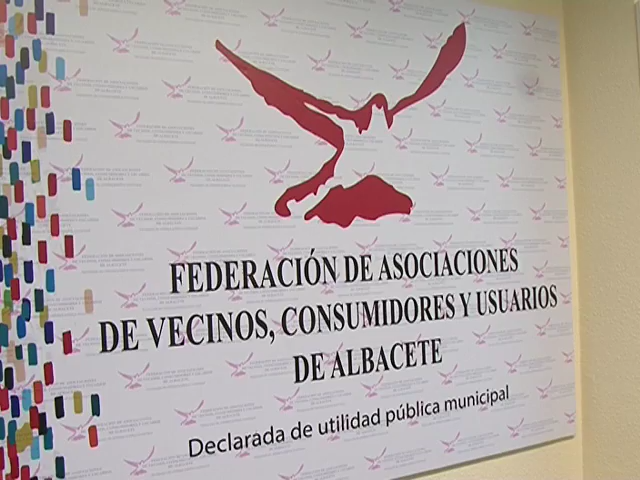 FEDERACIÓN DE ASOCIACIONES
DE VECINOS, CONSUMIDORES Y USUARIOS
DE ALBACETE
Declarada de utilidad pública municipal